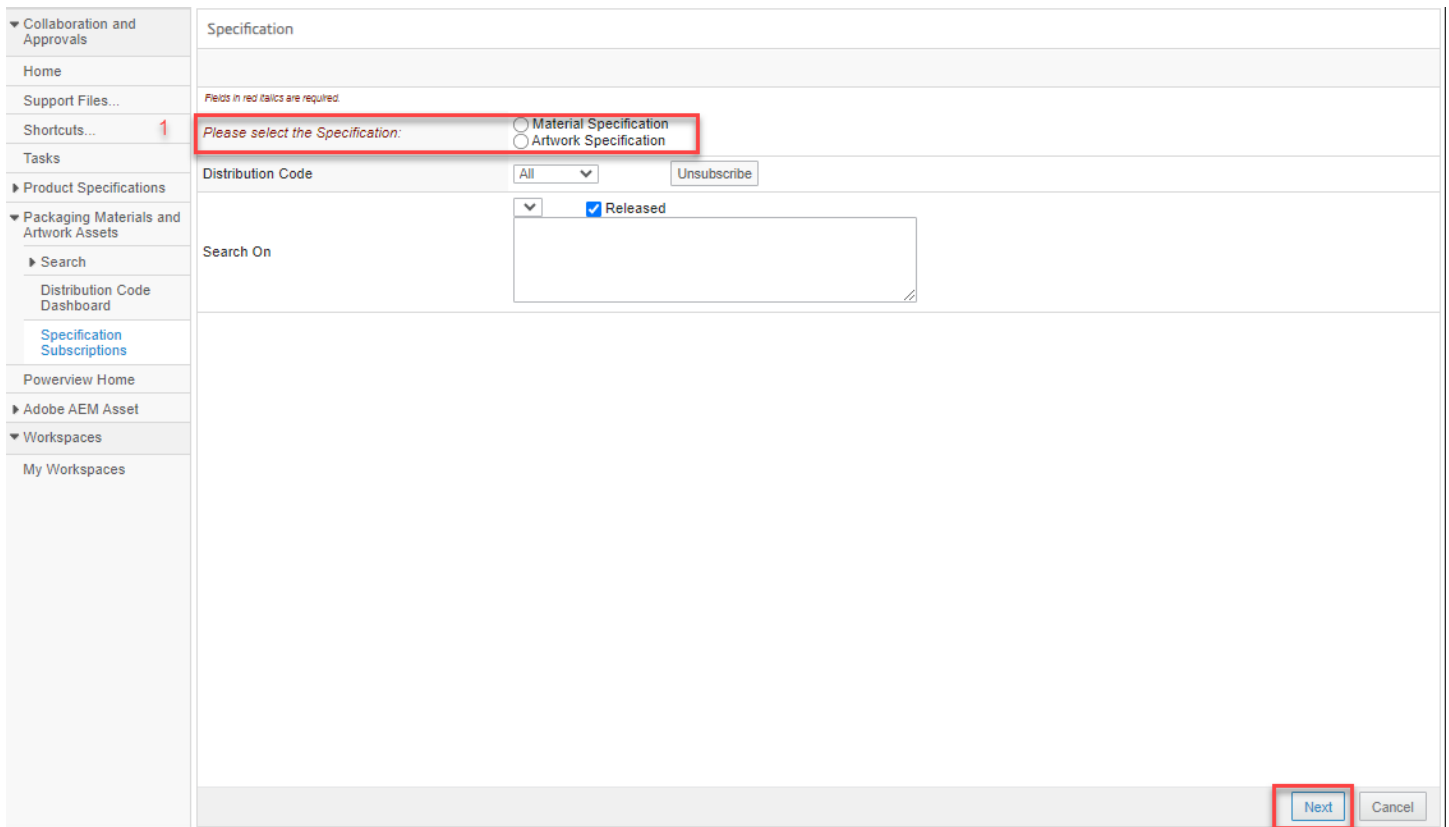 Collaboration and
Approvals
Home
Support Files...
Shortcuts...
Tasks
Product Specifications
Packaging Materials and
Artwork Assets
Search
Distribution Code
Dashboard
Specification
Subscriptions
Powerview Home
Adobe AEM Asset
Workspaces
My Workspaces
Specification
Fields in red italics are required.
1
Please select the Specification:
Material Specification
Artwork Specification
Distribution Code
All
Unsubscribe
Released
Search On
Next
Cancel